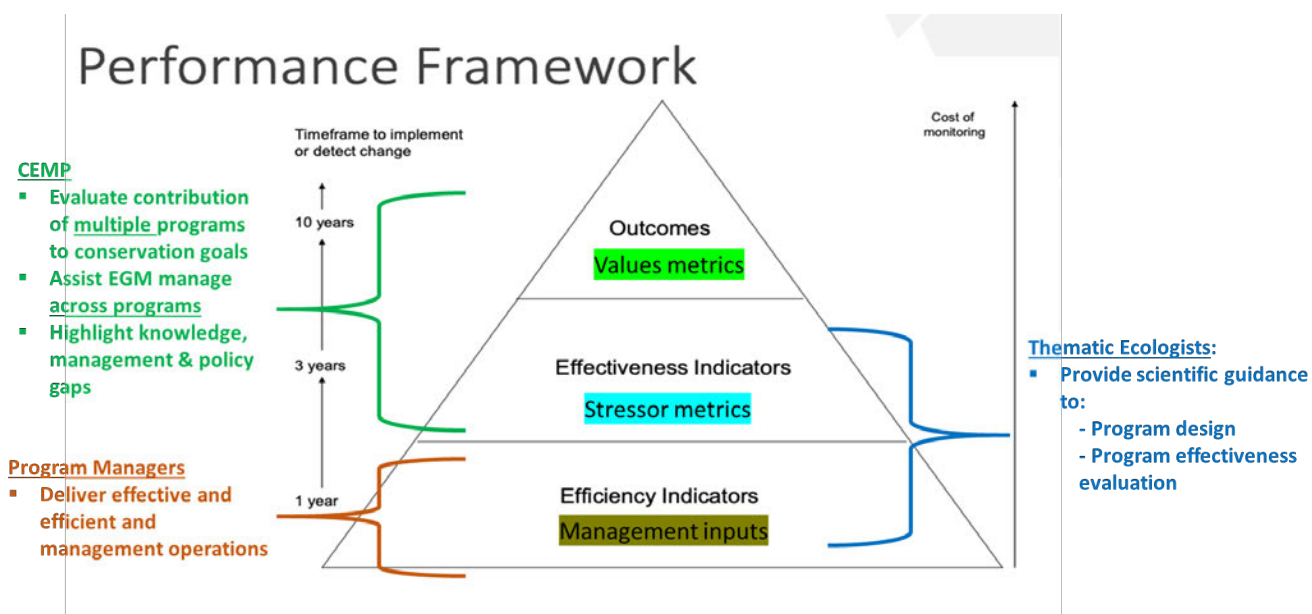 Performance Framework
Timeframe to implement
or detect change
Cost of
monitoring
CEMP
▪ Evaluate contribution
of multiple programs
to conservation goals
▪ Assist EGM manage
across programs
▪ Highlight knowledge,
management & policy
gaps
10 years
3 years
1 year
Outcomes
Values metrics
Effectiveness Indicators
Stressor metrics
Efficiency Indicators
Management inputs
Thematic Ecologists:
▪ Provide scientific guidance
to:
- Program design
- Program effectiveness
evaluation
Program Managers
▪ Deliver effective and
efficient and
management operations